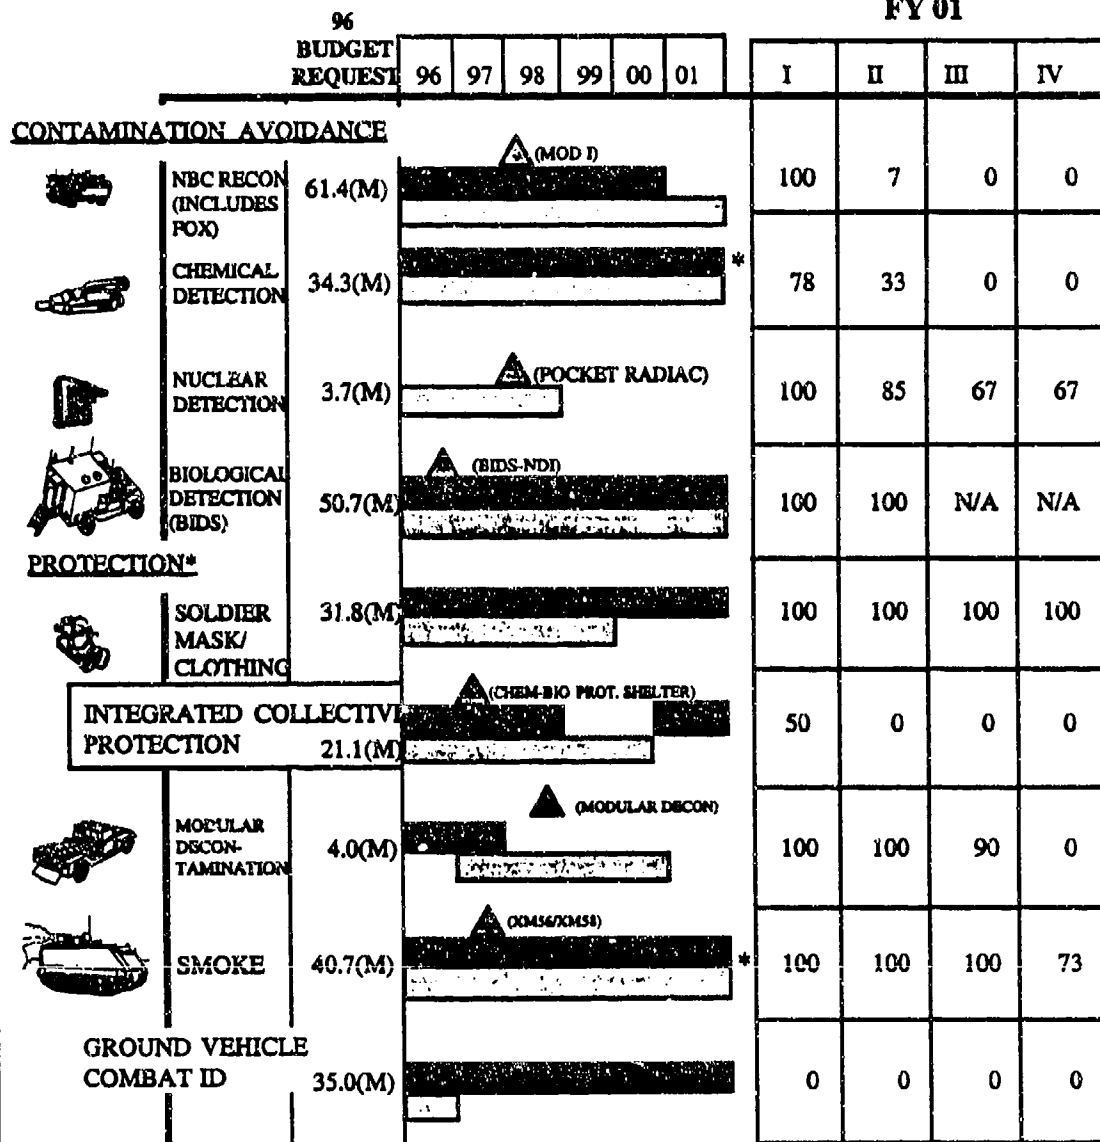 FY 01
96
BUDGET
REQUEST 96 97 98 99 00 01 I II III IV
CONTAMINATION AVOIDANCE
(MOD I)
NBC RECON
(INCLUDES
FOX)
61.4(M)
100 7 0 0
CHEMICAL
DETECTION
34.3(M)
*
78 33 0 0
(POCKET RADIAC)
NUCLEAR
DETECTION
3.7(M)
100 85 67 67
(BIDS-NDI)
BIOLOGICAL
DETECTION
(BIDS)
50.7(M)
100 100 N/A N/A
PROTECTION*
SOLDIER
MASK/
CLOTHING
31.8(M)
100 100 100 100
(CHEM-BIO PROT. SHELTER)
INTEGRATED COLLECTIVE
PROTECTION
21.1(M)
50 0 0 0
(MODULAR DECON)
MODULAR
DECON-
TAMINATION
4.0(M)
100 100 90 0
(XM56/XM58)
SMOKE 40.7(M) * 100 100 100 73
GROUND VEHICLE
COMBAT ID
35.0(M)
0 0 0 0